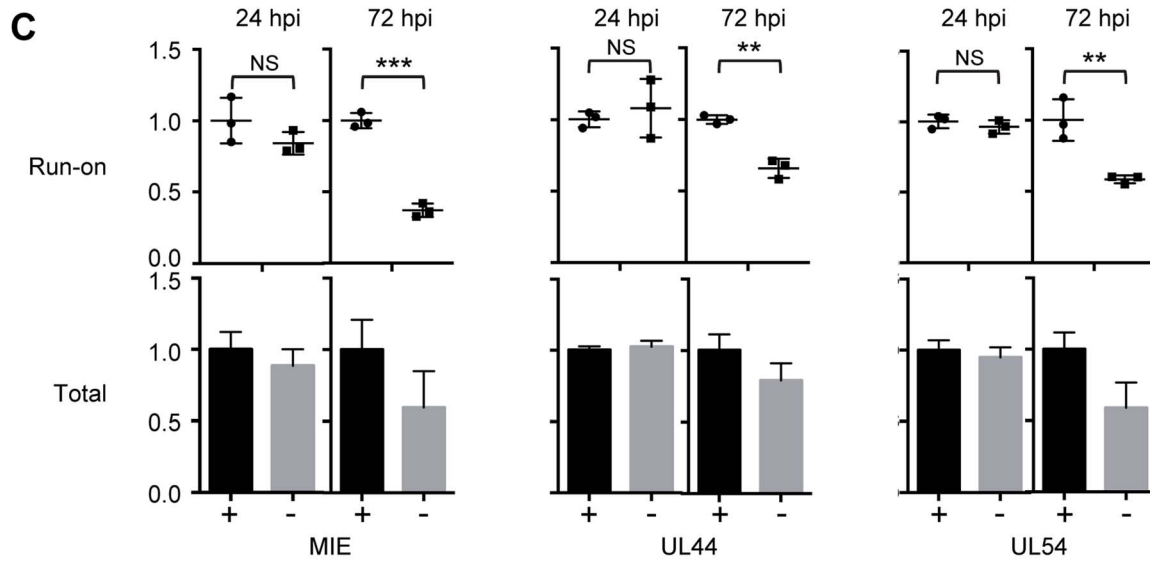 C
24 hpi 72 hpi 24 hpi 72 hpi 24 hpi 72 hpi
1.5 NS *** NS ** NS **
1.0
Run-on
0.5
0.0
1.5
1.0
Total
0.5
0.0
+ - + - + - + - + - + -
MIE UL44 UL54